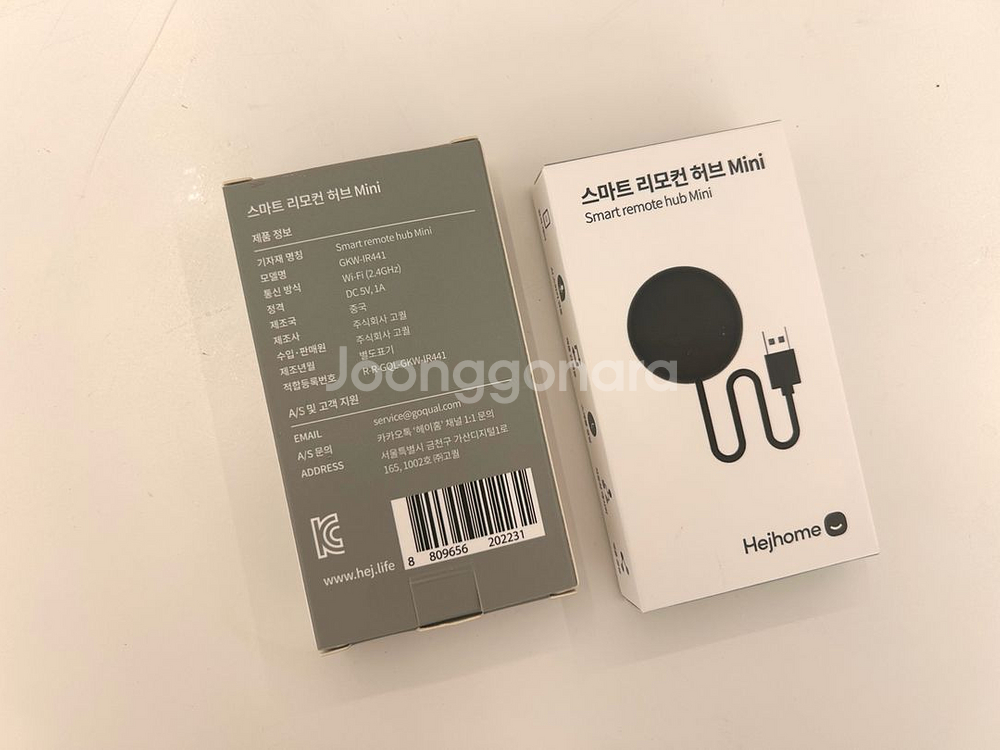 스마트 리모컨 허브 Mini
제품 정보
기자재 명칭 Smart remote hub Mini
모델명 GKW-IR441
통신 방식 Wi-Fi (2.4GHz)
정격 DC 5V, 1A
제조국 중국
제조사 주식회사 고퀄
수입·판매원 주식회사 고퀄
제조년월 별도표기
적합등록번호 R-R-GQL-GKW-IR441
A/S 및 고객 지원
EMAIL service@goqual.com
A/S 문의 카카오톡 '헤이홈' 채널 1:1 문의
ADDRESS 서울특별시 금천구 가산디지털1로
165, 1002호 ㈜고퀄
www.hej.life
8 809656 202231
스마트 리모컨 허브 Mini
Smart remote hub Mini
Hejhome
Joonggonara